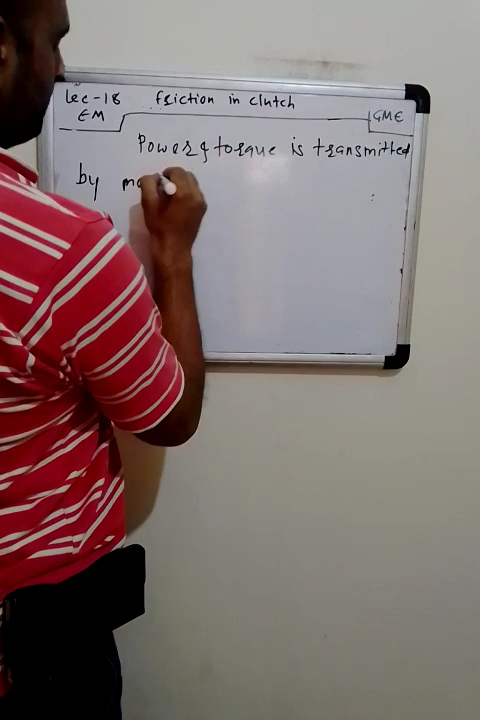 Lec-18 Friction in clutch
EM GME
Power & torque is transmitted
by